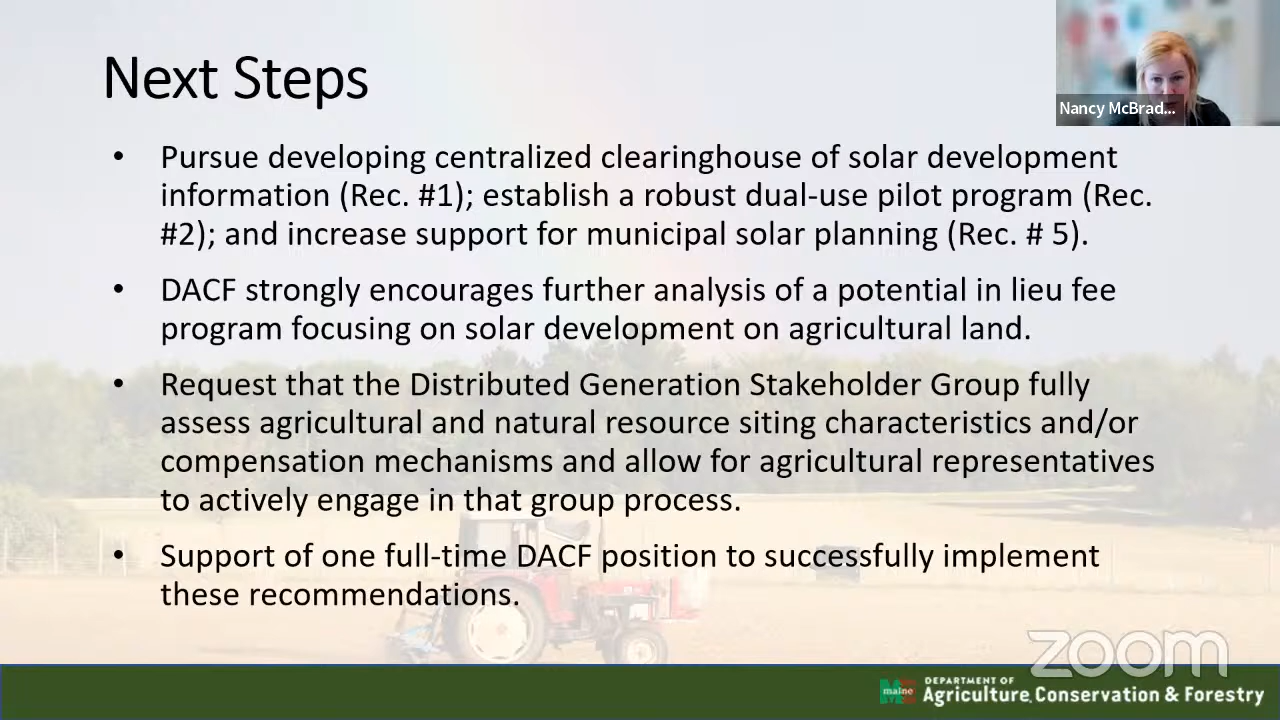 Next Steps
Nancy McBrad...
• Pursue developing centralized clearinghouse of solar development
information (Rec. #1); establish a robust dual-use pilot program (Rec.
#2); and increase support for municipal solar planning (Rec. # 5).
• DACF strongly encourages further analysis of a potential in lieu fee
program focusing on solar development on agricultural land.
• Request that the Distributed Generation Stakeholder Group fully
assess agricultural and natural resource siting characteristics and/or
compensation mechanisms and allow for agricultural representatives
to actively engage in that group process.
• Support of one full-time DACF position to successfully implement
these recommendations.
zoom
maine
DEPARTMENT OF
Agriculture, Conservation & Forestry